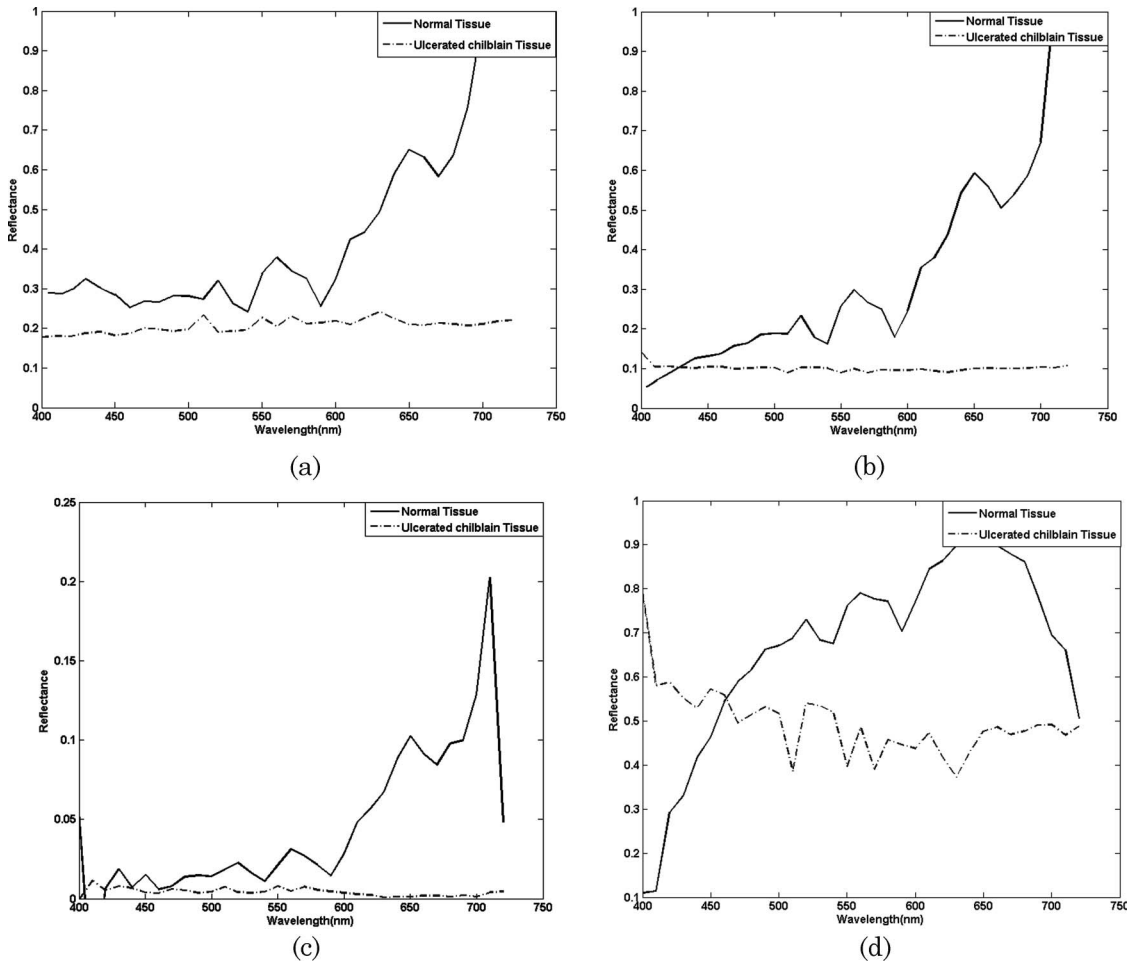 1
0.9
0.8
0.7
0.6
0.5
0.4
0.3
0.2
0.1
0
Reflectance
400 450 500 550 600 650 700 750
Wavelength(nm)
Normal Tissue
Ulcerated chilblain Tissue
(a)
1
0.9
0.8
0.7
0.6
0.5
0.4
0.3
0.2
0.1
0
Reflectance
400 450 500 550 600 650 700 750
Wavelength(nm)
Normal Tissue
Ulcerated chilblain Tissue
(b)
0.25
0.2
0.15
0.1
0.05
0
Reflectance
400 450 500 550 600 650 700 750
Wavelength(nm)
Normal Tissue
Ulcerated chilblain Tissue
(c)
1
0.9
0.8
0.7
0.6
0.5
0.4
0.3
0.2
0.1
Reflectance
400 450 500 550 600 650 700 750
Wavelength(nm)
Normal Tissue
Ulcerated chilblain Tissue
(d)